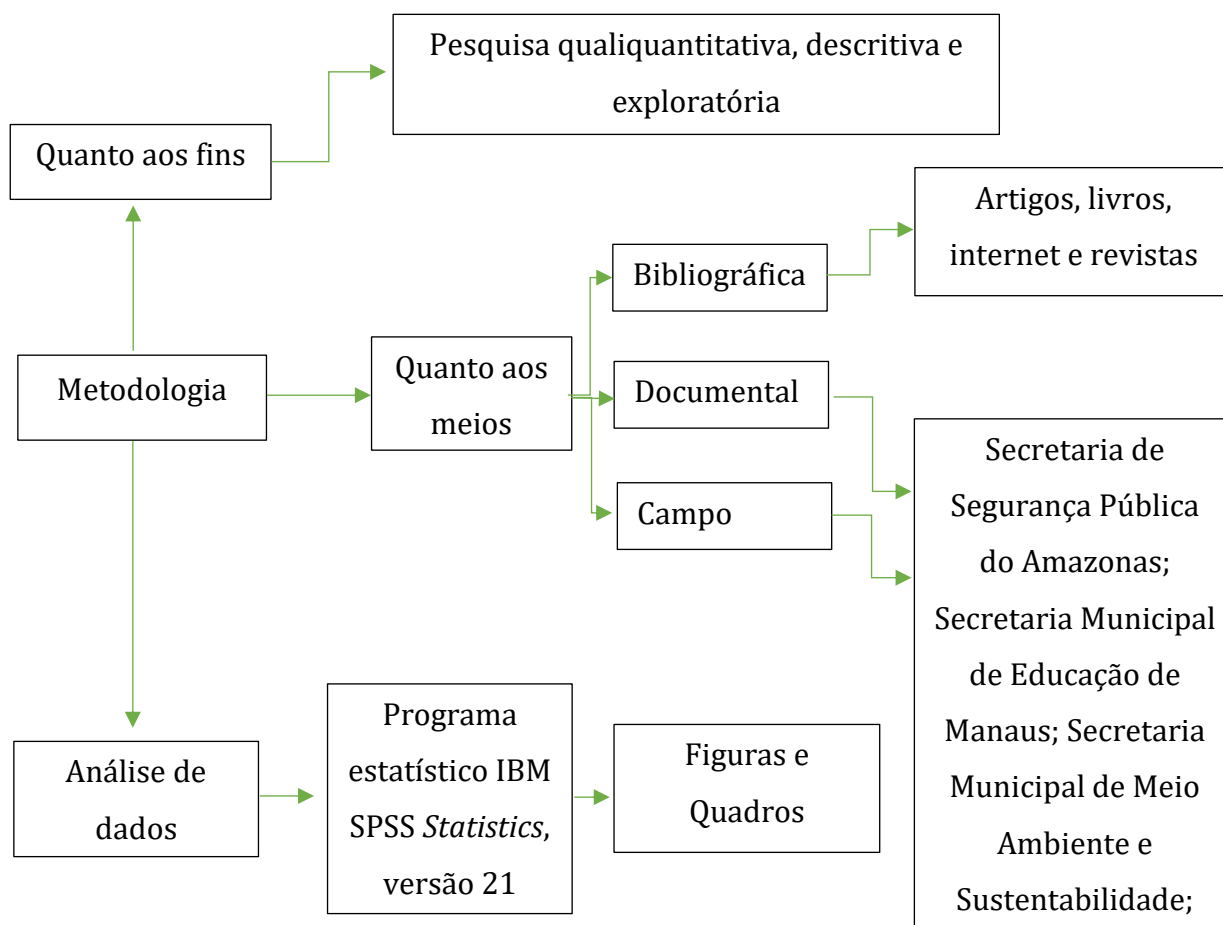 Pesquisa qualiquantitativa, descritiva e
exploratória
Quanto aos fins
Artigos, livros,
internet e revistas
Bibliográfica
Metodologia
Quanto aos
meios
Documental
Campo
Secretaria de
Segurança Pública
do Amazonas;
Secretaria Municipal
de Educação de
Manaus; Secretaria
Municipal de Meio
Ambiente e
Sustentabilidade;
Análise de
dados
Programa
estatístico IBM
SPSS Statistics,
versão 21
Figuras e
Quadros